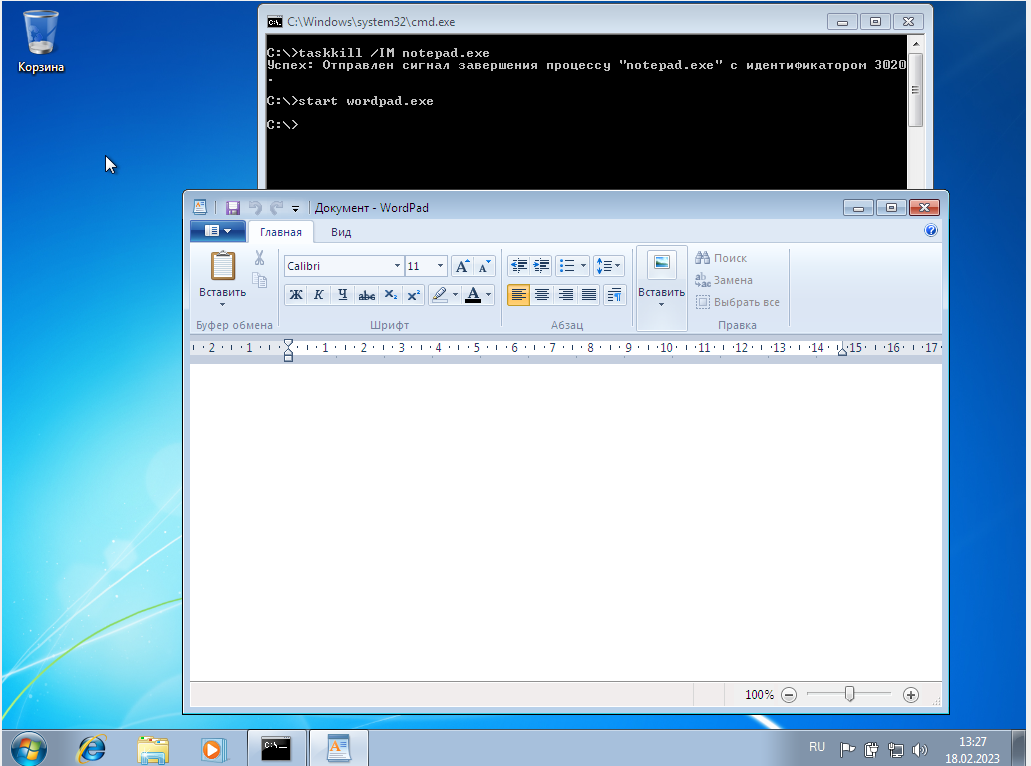 Корзина
C:\Windows\system32\cmd.exe
C:\>taskkill /IM notepad.exe
Успех: Отправлен сигнал завершения процессу "notepad.exe" с идентификатором 3020
.
C:\>start wordpad.exe
C:\>
Документ - WordPad
Главная Вид
Вставить
Буфер обмена
Calibri 11
Ж К Ч abc X₂ X² A
Шрифт
Абзац
Вставить
Поиск
Замена
Выбрать все
Правка
2 1 1 2 3 4 5 6 7 8 9 10 11 12 13 14 15 16 17
100%
RU
13:27
18.02.2023